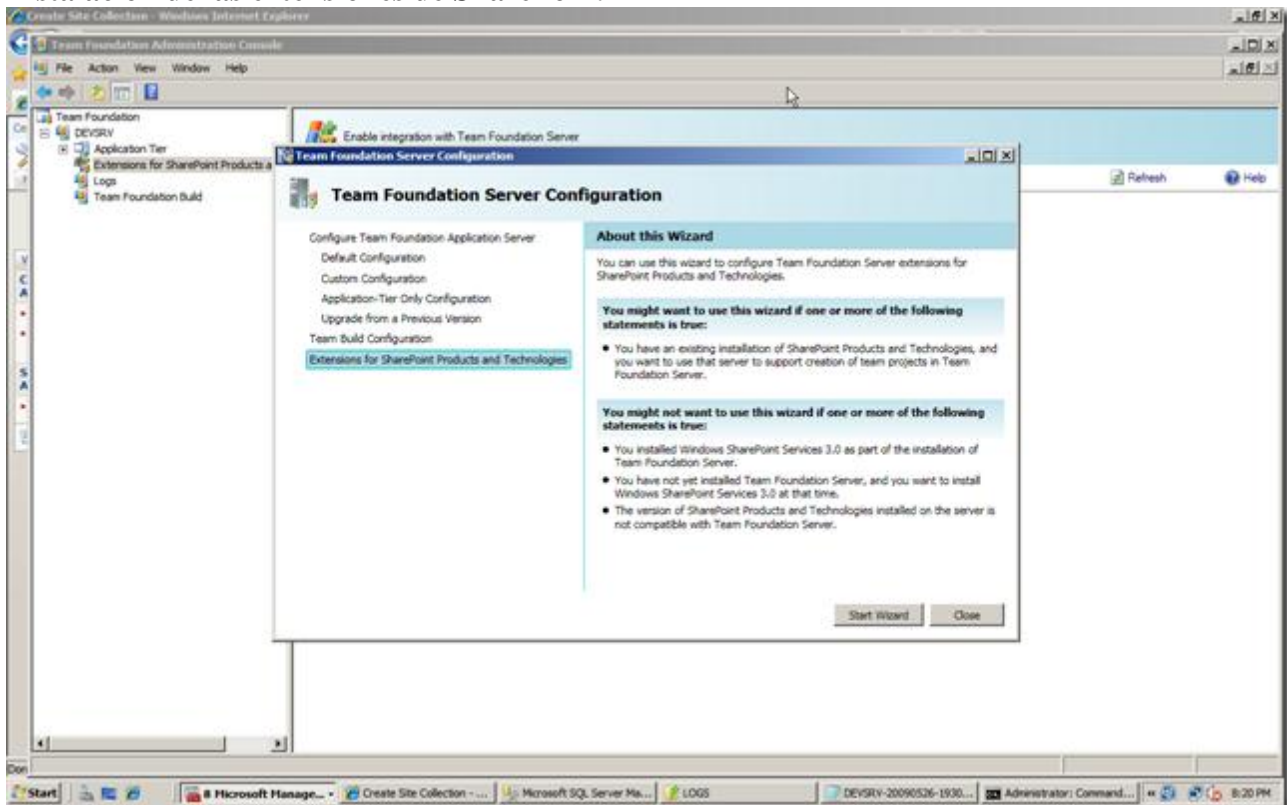 Create Site Collection - Windows Internet Explorer
Team Foundation Administration Console
File Action View Window Help
Team Foundation
DEVSRV
Application Tier
Extensions for SharePoint Products a
Logs
Team Foundation Build
Enable integration with Team Foundation Server
Refresh Help
Team Foundation Server Configuration
Team Foundation Server Configuration
Configure Team Foundation Application Server
Default Configuration
Custom Configuration
Application-Tier Only Configuration
Upgrade from a Previous Version
Team Build Configuration
Extensions for SharePoint Products and Technologies
About this Wizard
You can use this wizard to configure Team Foundation Server extensions for
SharePoint Products and Technologies.
You might want to use this wizard if one or more of the following
statements is true:
• You have an existing installation of SharePoint Products and Technologies, and
you want to use that server to support creation of team projects in Team
Foundation Server.
You might not want to use this wizard if one or more of the following
statements is true:
• You installed Windows SharePoint Services 3.0 as part of the installation of
Team Foundation Server.
• You have not yet installed Team Foundation Server, and you want to install
Windows SharePoint Services 3.0 at that time.
• The version of SharePoint Products and Technologies installed on the server is
not compatible with Team Foundation Server.
Start Wizard Close
Don
Start 8 Microsoft Manage... Create Site Collection - ... Microsoft SQL Server Ma... LOGS DEVSRV-20090526-1930... Administrator: Command... 8:20 PM